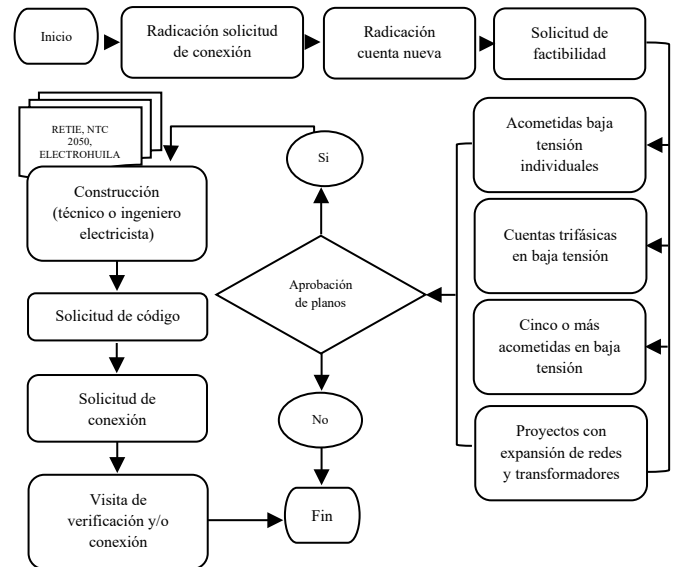 Inicio
Radicación solicitud
de conexión
Radicación
cuenta nueva
Solicitud de
factibilidad
Acometidas baja
tensión
individuales
Cuentas trifásicas
en baja tensión
Cinco o más
acometidas en baja
tensión
Proyectos con
expansión de redes
y transformadores
Aprobación
de planos
Si
No
Fin
RETIE, NTC
2050,
ELECTROHUILA
Construcción
(técnico o ingeniero
electricista)
Solicitud de código
Solicitud de
conexión
Visita de
verificación y/o
conexión